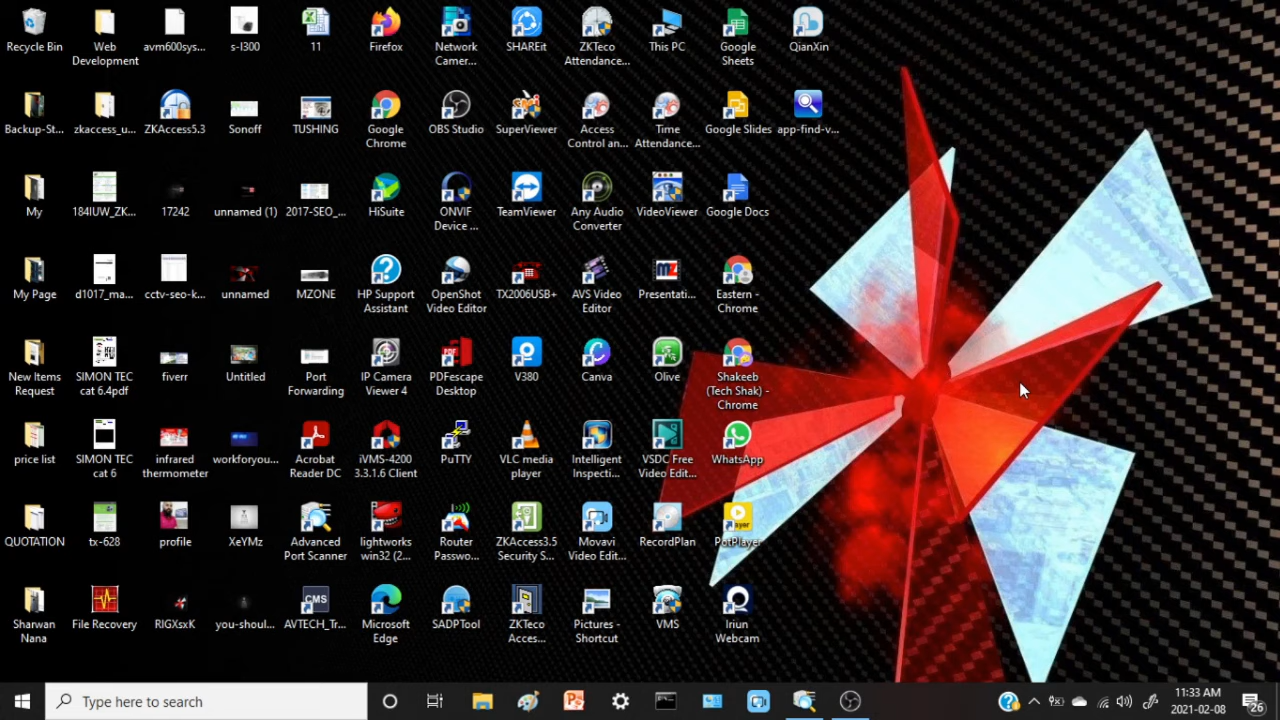 Recycle Bin
Web
Development
avm600sys...
s-l300
11
Firefox
Network
Camer...
SHAREit
ZKTeco
Attendance...
This PC
Google
Sheets
QianXin
Backup-St...
zkaccess_u...
ZKAccess5.3
Sonoff
TUSHING
Google
Chrome
OBS Studio
SuperViewer
Access
Control an...
Time
Attendance...
Google Slides
app-find-v...
My
184IUW_ZK...
17242
unnamed (1)
2017-SEO_...
HiSuite
ONVIF
Device ...
TeamViewer
Any Audio
Converter
VideoViewer
Google Docs
My Page
d1017_ma...
cctv-seo-k...
unnamed
MZONE
HP Support
Assistant
OpenShot
Video Editor
TX2006USB+
AVS Video
Editor
Presentati...
Eastern -
Chrome
New Items
Request
SIMON TEC
cat 6.4pdf
fiverr
Untitled
Port
Forwarding
IP Camera
Viewer 4
PDFescape
Desktop
V380
Canva
Olive
Shakeeb
(Tech Shak) -
Chrome
price list
SIMON TEC
cat 6
infrared
thermometer
workforyou...
Acrobat
Reader DC
iVMS-4200
3.3.1.6 Client
PuTTY
VLC media
player
Intelligent
Inspecti...
VSDC Free
Video Edit...
WhatsApp
QUOTATION
tx-628
profile
XeYMz
Advanced
Port Scanner
lightworks
win32 (2...
Router
Passwo...
ZKAccess3.5
Security S...
Movavi
Video Edit...
RecordPlan
PotPlayer
Sharwan
Nana
File Recovery
RIGXsxK
you-shoul...
CMS
AVTECH_Tr...
Microsoft
Edge
SADPTool
ZKTeco
Acces...
Pictures -
Shortcut
VMS
Iriun
Webcam
Type here to search
11:33 AM
2021-02-08
26